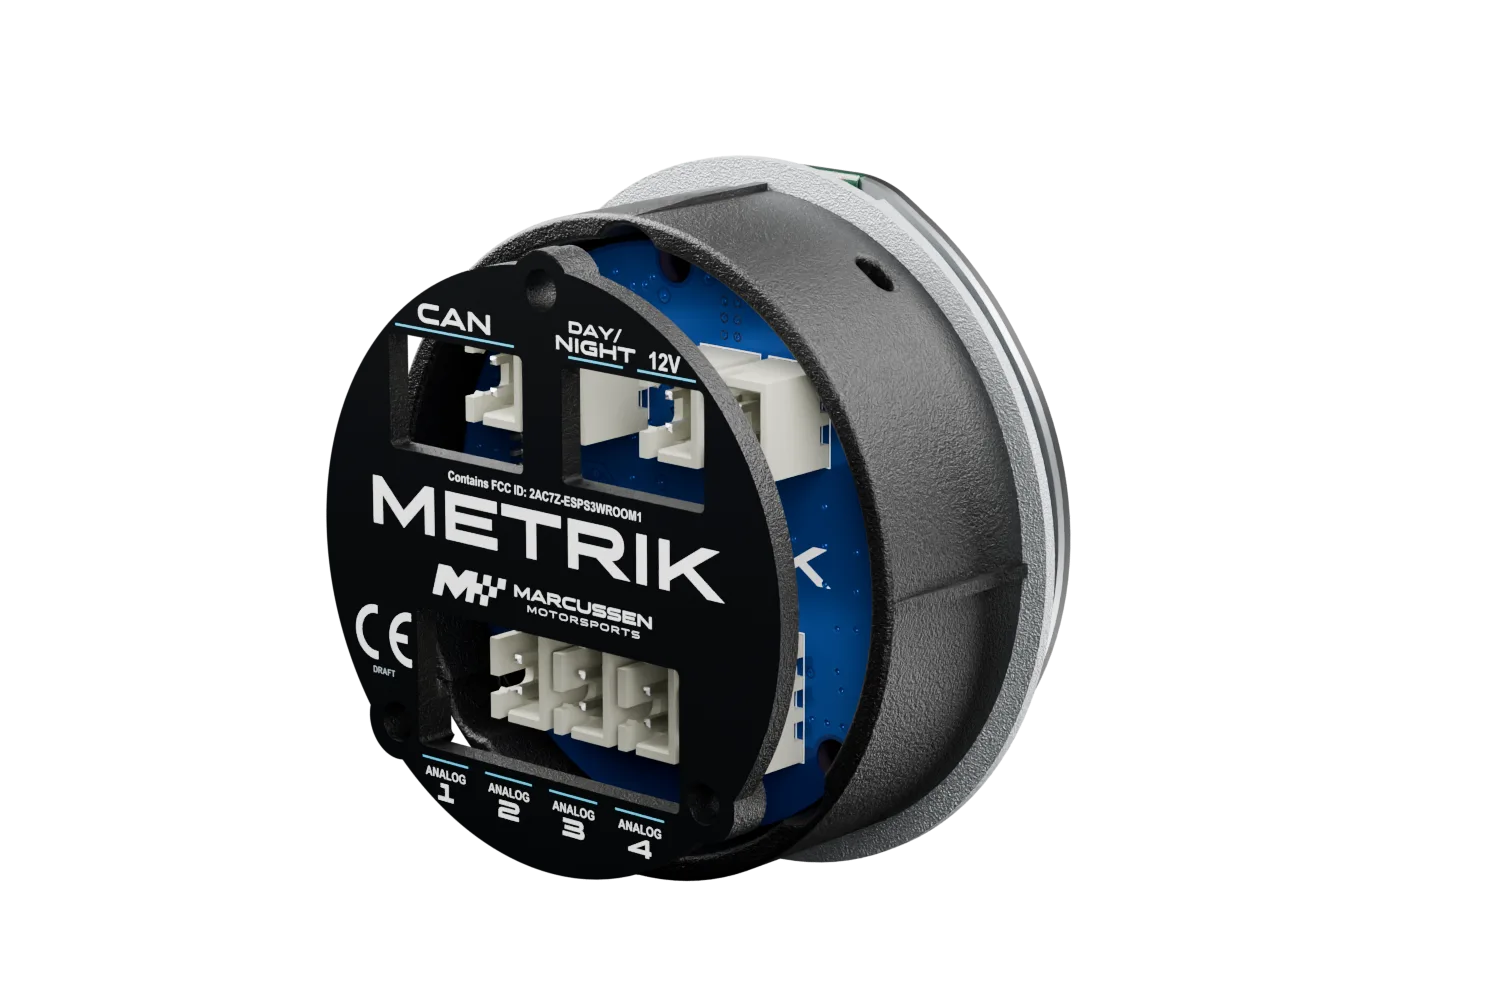 CAN
DAY/
NIGHT
12V
Contains FCC ID: 2AC7Z-ESPS3WROOM1
METRIK
K
M
MARCUSSEN
MOTORSPORTS
CE
DRAFT
ANALOG
1
ANALOG
2
ANALOG
3
ANALOG
4